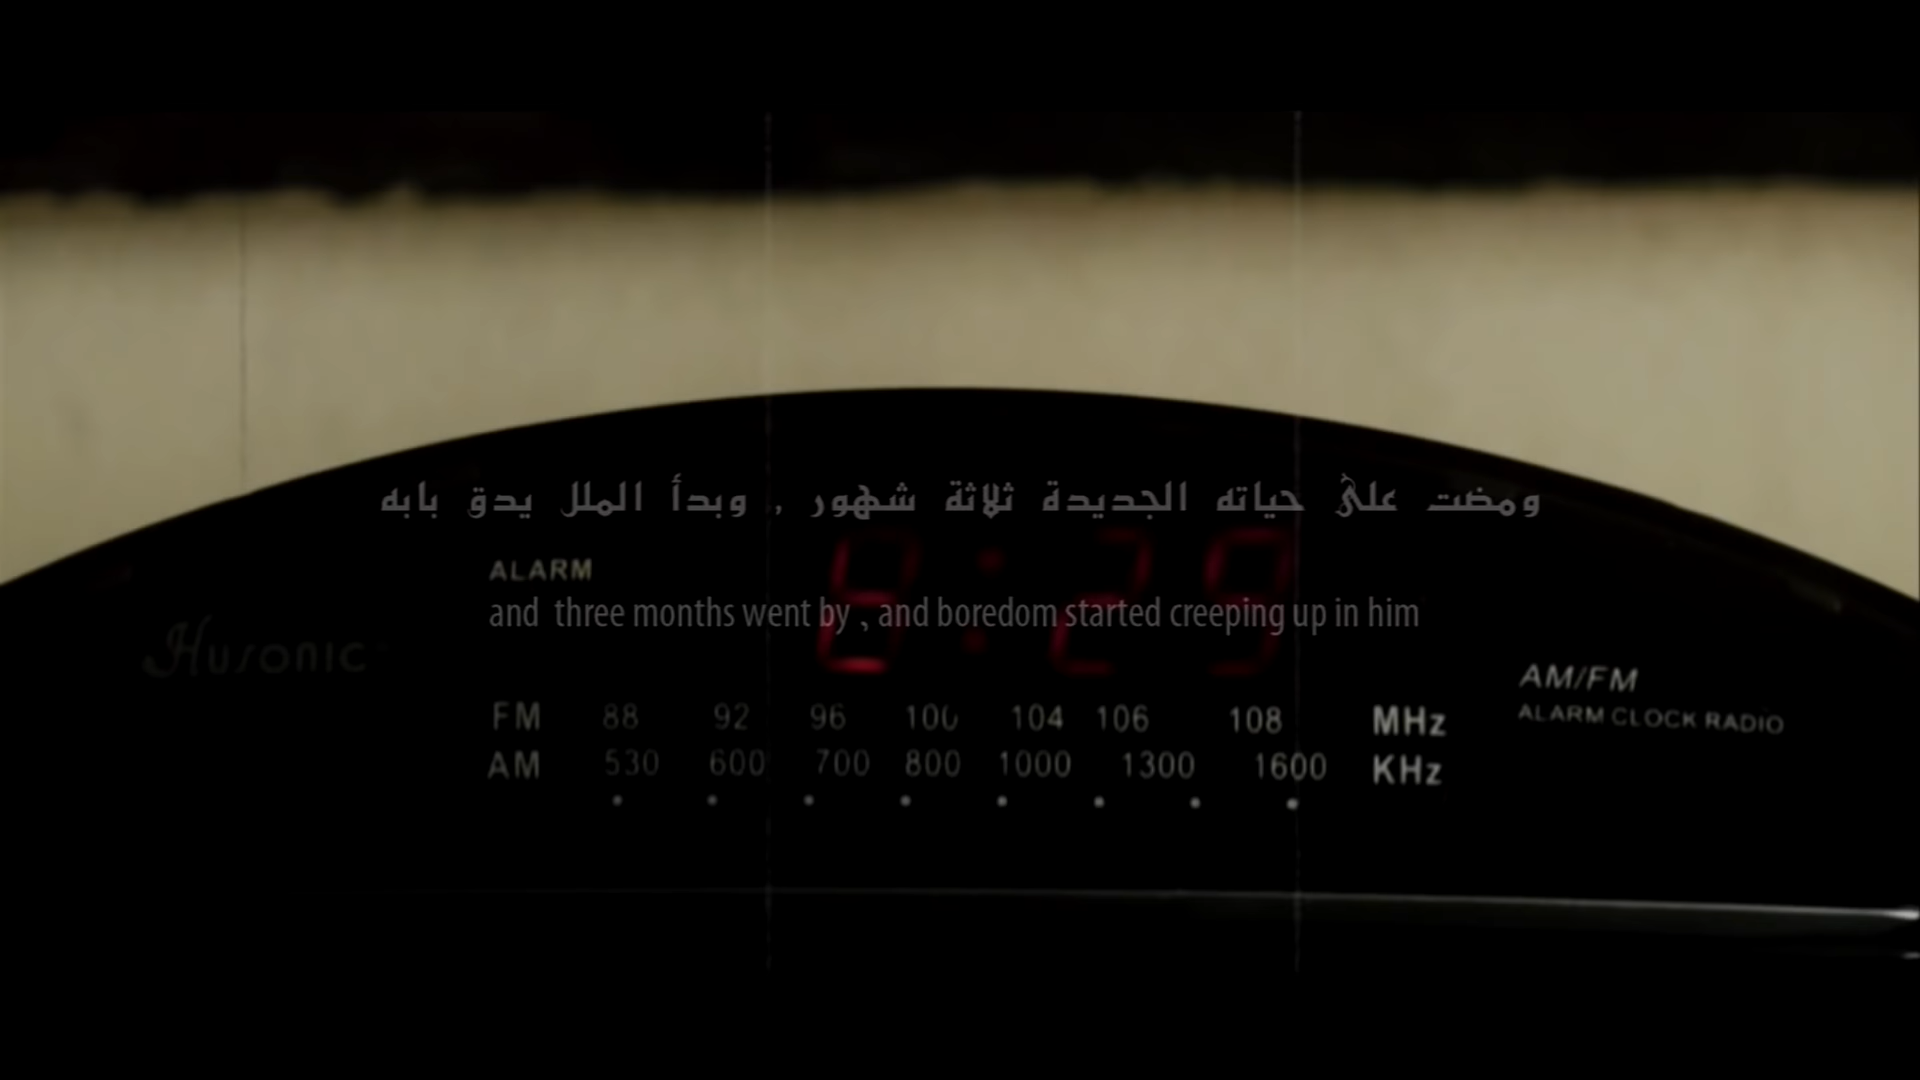 ومضت على حياته الجديدة ثلاثة شهور , وبدأ الملل يدق بابه
ALARM
8:29
and three months went by , and boredom started creeping up in him
Husonic
AM/FM
ALARM CLOCK RADIO
FM 88 92 96 100 104 106 108 MHz
AM 530 600 700 800 1000 1300 1600 KHz